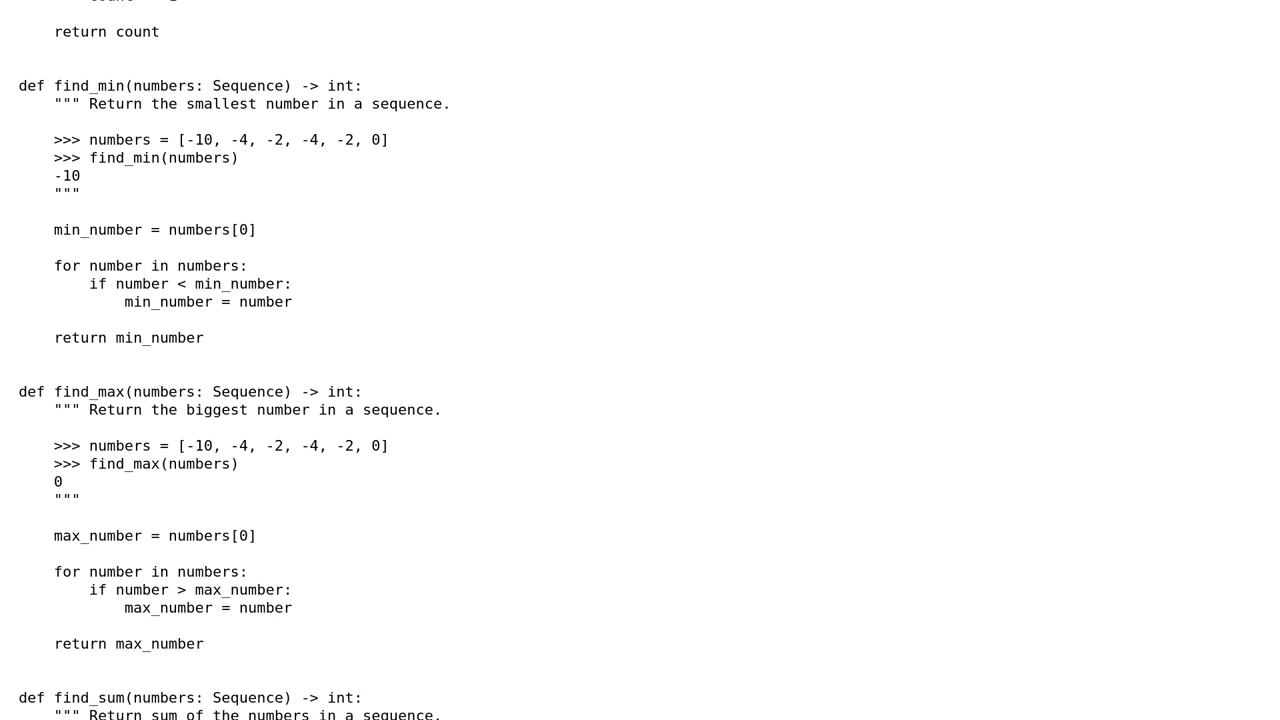 return count
def find_min(numbers: Sequence) -> int:
""" Return the smallest number in a sequence.
>>> numbers = [-10, -4, -2, -4, -2, 0]
>>> find_min(numbers)
-10
"""
min_number = numbers[0]
for number in numbers:
if number < min_number:
min_number = number
return min_number
def find_max(numbers: Sequence) -> int:
""" Return the biggest number in a sequence.
>>> numbers = [-10, -4, -2, -4, -2, 0]
>>> find_max(numbers)
0
"""
max_number = numbers[0]
for number in numbers:
if number > max_number:
max_number = number
return max_number
def find_sum(numbers: Sequence) -> int:
""" Return sum of the numbers in a sequence.